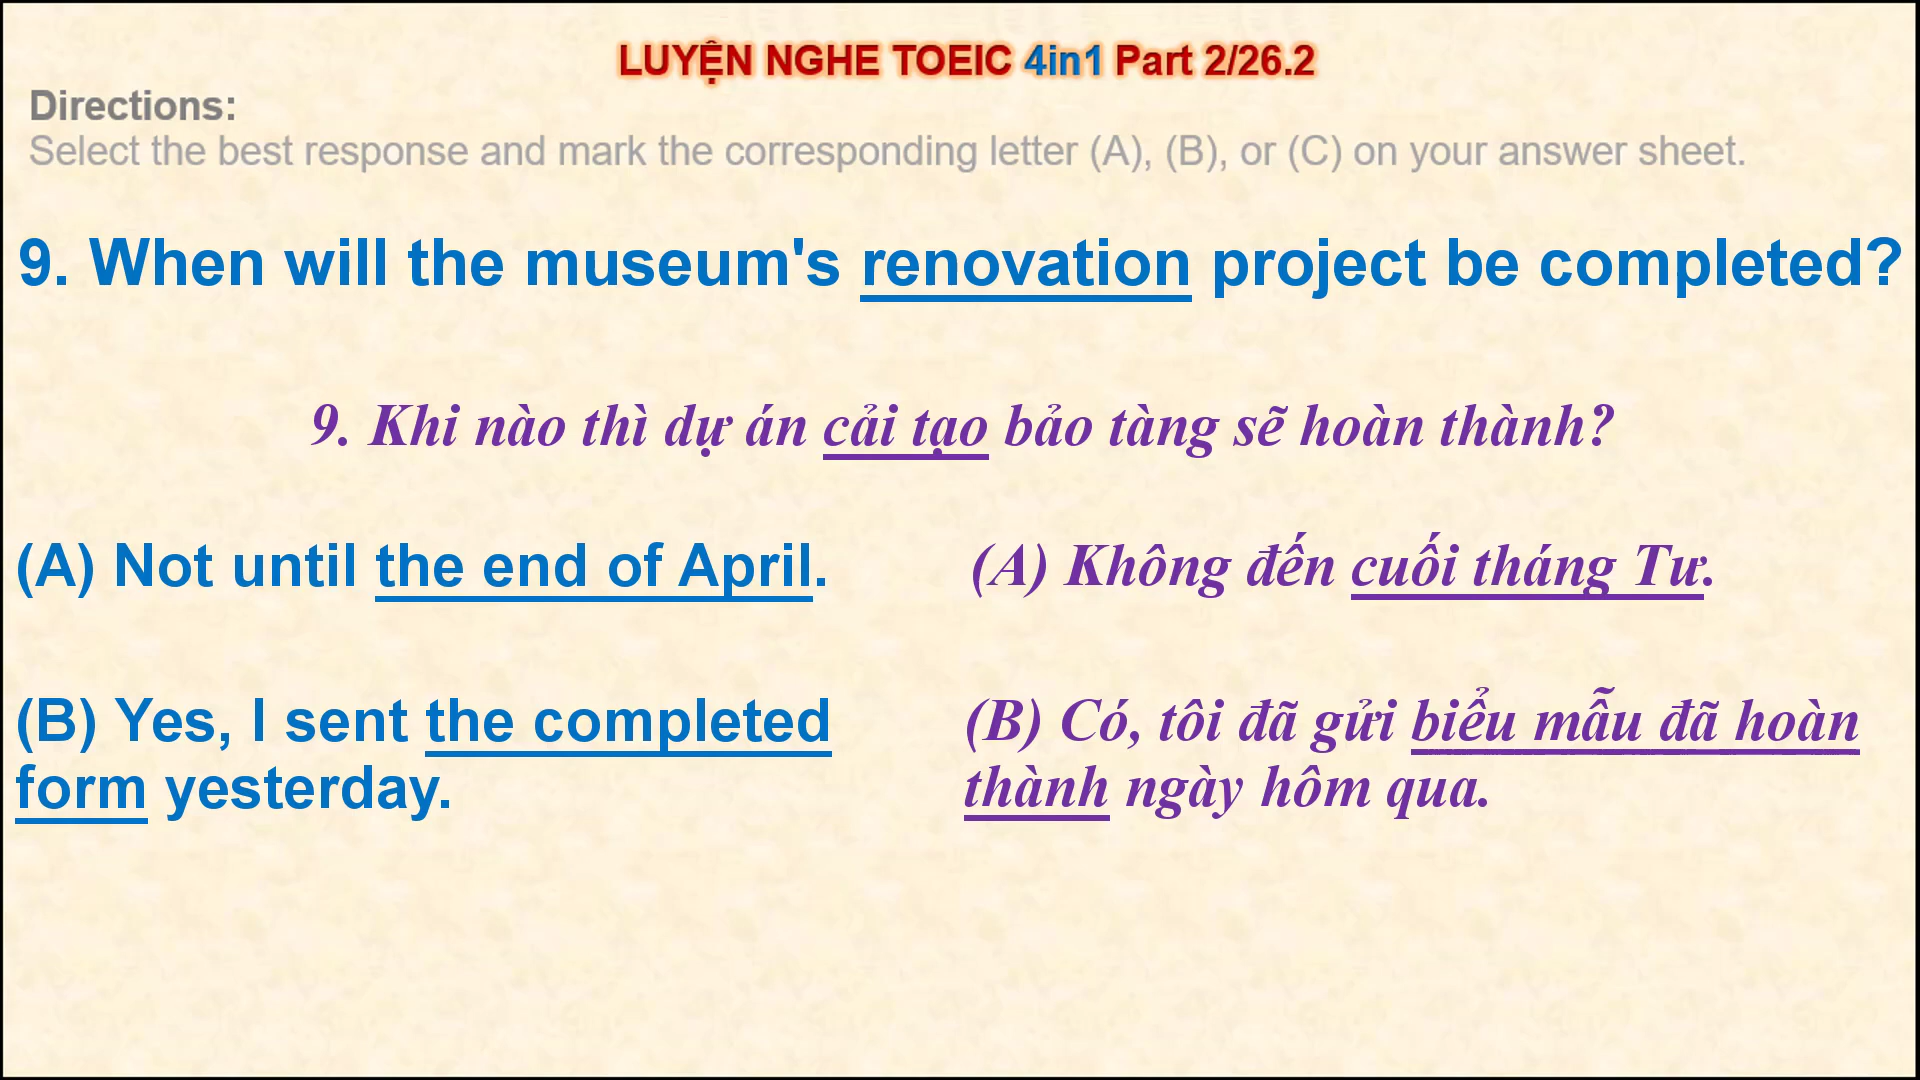 LUYỆN NGHE TOEIC 4in1 Part 2/26.2
Directions:
Select the best response and mark the corresponding letter (A), (B), or (C) on your answer sheet.
9. When will the museum's renovation project be completed?
9. Khi nào thì dự án cải tạo bảo tàng sẽ hoàn thành?
(A) Not until the end of April.
(A) Không đến cuối tháng Tư.
(B) Yes, I sent the completed
form yesterday.
(B) Có, tôi đã gửi biểu mẫu đã hoàn
thành ngày hôm qua.